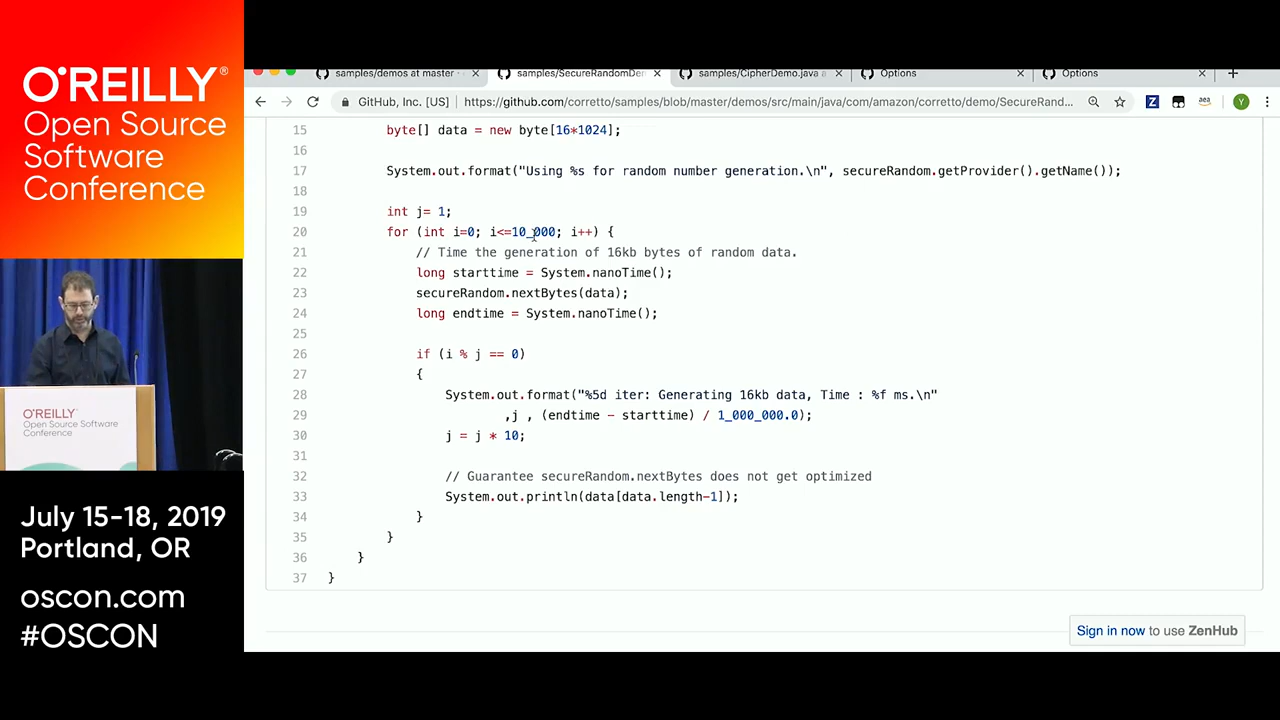 O'REILLY®
Open Source
Software
Conference
O'REILLY
Open Source Software
Conference
July 15-18, 2019
Portland, OR
oscon.com
#OSCON
samples/demos at master ·
samples/SecureRandomDem
samples/CipherDemo.java a
Options
Options
GitHub, Inc. [US] https://github.com/corretto/samples/blob/master/demos/src/main/java/com/amazon/corretto/demo/SecureRand...
Z
aea
Y
15 byte[] data = new byte[16*1024];
16
17 System.out.format("Using %s for random number generation.\n", secureRandom.getProvider().getName());
18
19 int j= 1;
20 for (int i=0; i<=10_000; i++) {
21 // Time the generation of 16kb bytes of random data.
22 long starttime = System.nanoTime();
23 secureRandom.nextBytes(data);
24 long endtime = System.nanoTime();
25
26 if (i % j == 0)
27 {
28 System.out.format("%5d iter: Generating 16kb data, Time : %f ms.\n"
29 ,j , (endtime - starttime) / 1_000_000.0);
30 j = j * 10;
31
32 // Guarantee secureRandom.nextBytes does not get optimized
33 System.out.println(data[data.length-1]);
34 }
35 }
36 }
37 }
Sign in now to use ZenHub